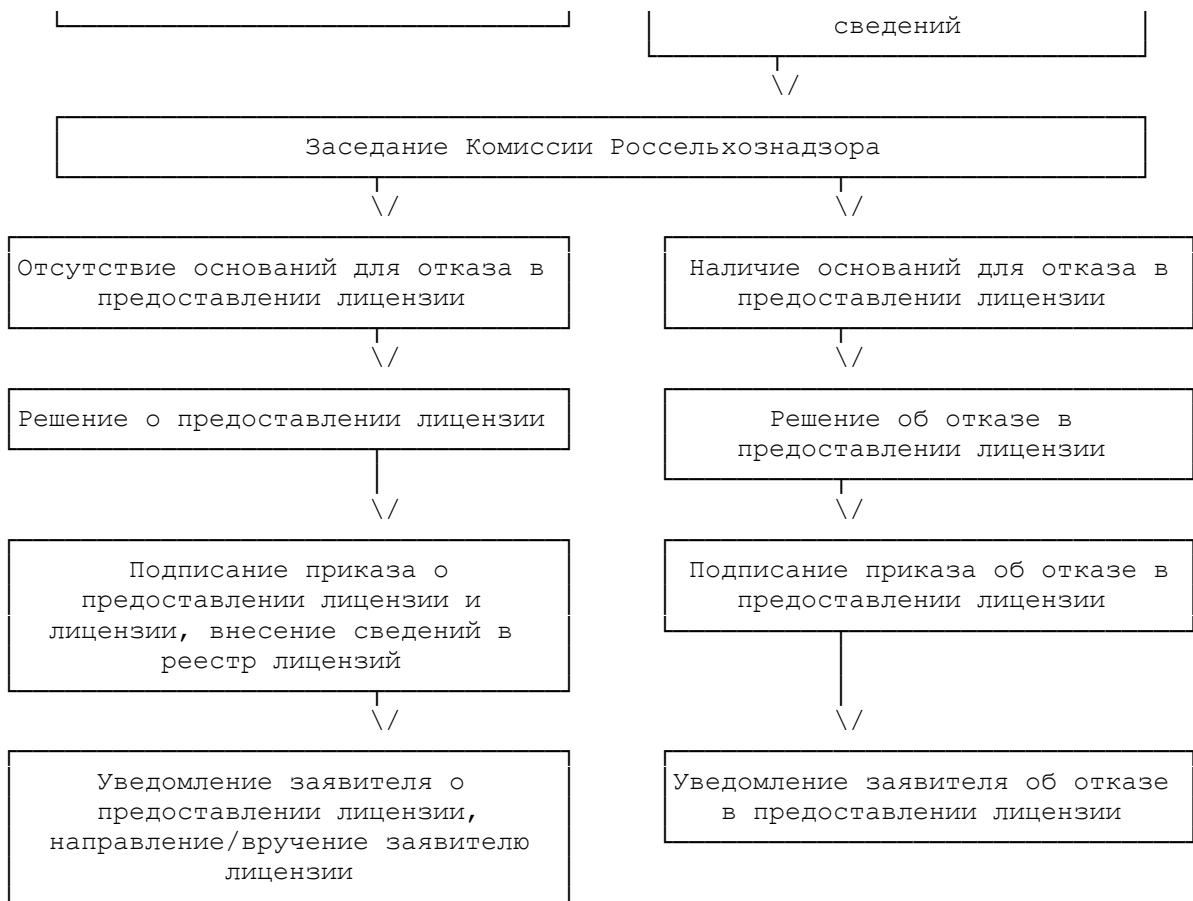 сведений
\/
Заседание Комиссии Россельхознадзора
\/
\/
Отсутствие оснований для отказа в
предоставлении лицензии
Наличие оснований для отказа в
предоставлении лицензии
\/
\/
Решение о предоставлении лицензии
Решение об отказе в
предоставлении лицензии
\/
\/
Подписание приказа о
предоставлении лицензии и
лицензии, внесение сведений в
реестр лицензий
Подписание приказа об отказе в
предоставлении лицензии
\/
\/
Уведомление заявителя о
предоставлении лицензии,
направление/вручение заявителю
лицензии
Уведомление заявителя об отказе
в предоставлении лицензии